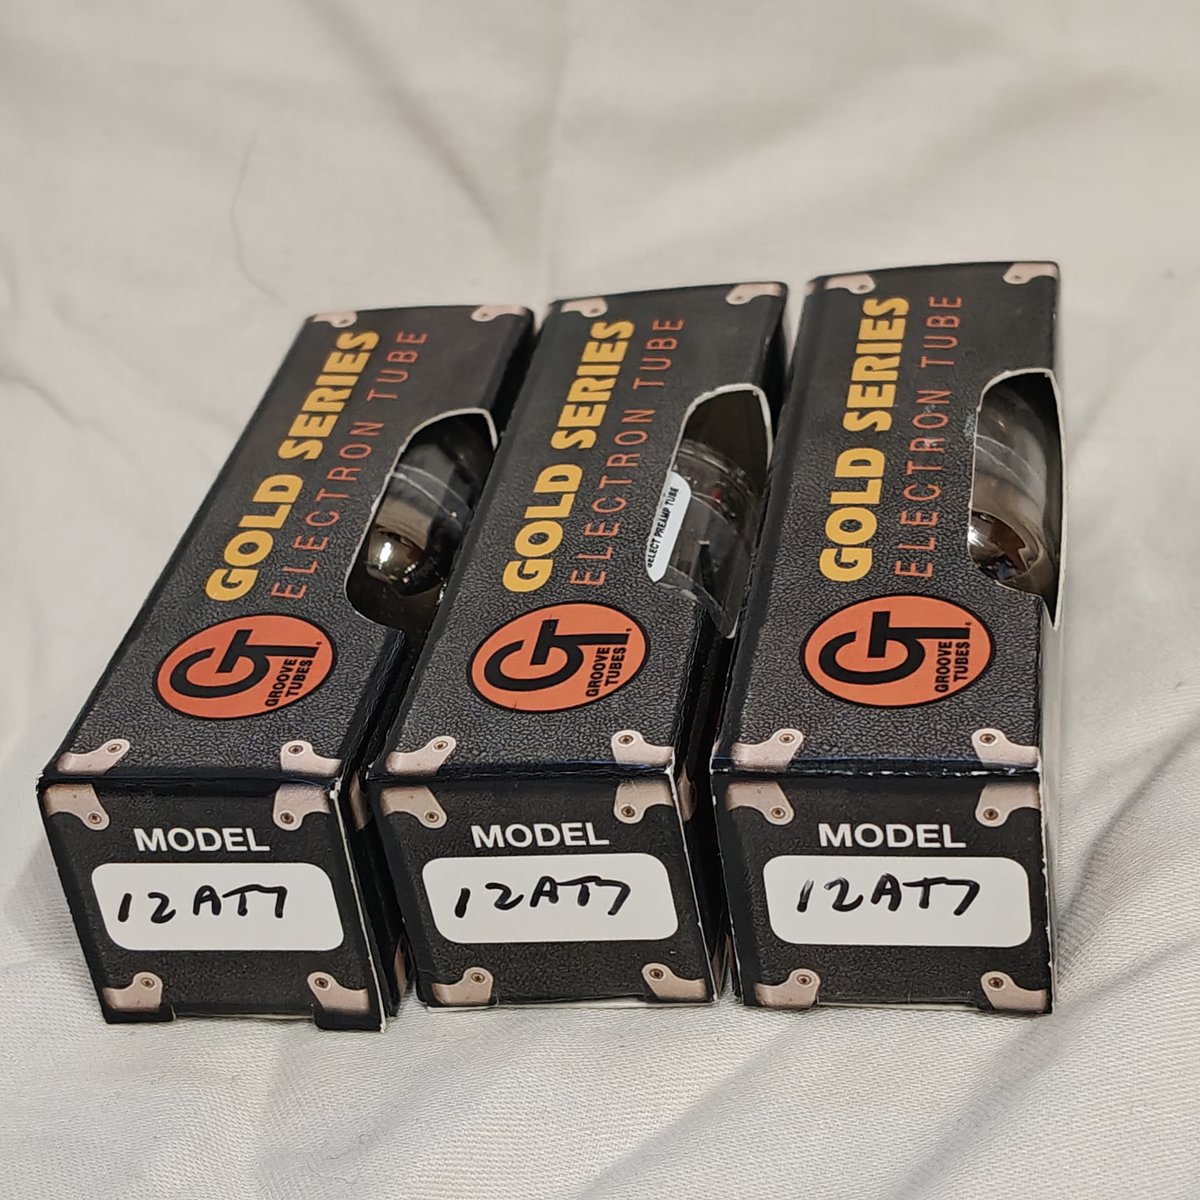 GOLD SERIES
ELECTRON TUBE
GT
GROOVE
TUBES
MODEL
12AT7
GOLD SERIES
ELECTRON TUBE
SELECT PREAMP TUBE
GT
GROOVE
TUBES
MODEL
12AT7
GOLD SERIES
ELECTRON TUBE
GT
GROOVE
TUBES
MODEL
12AT7